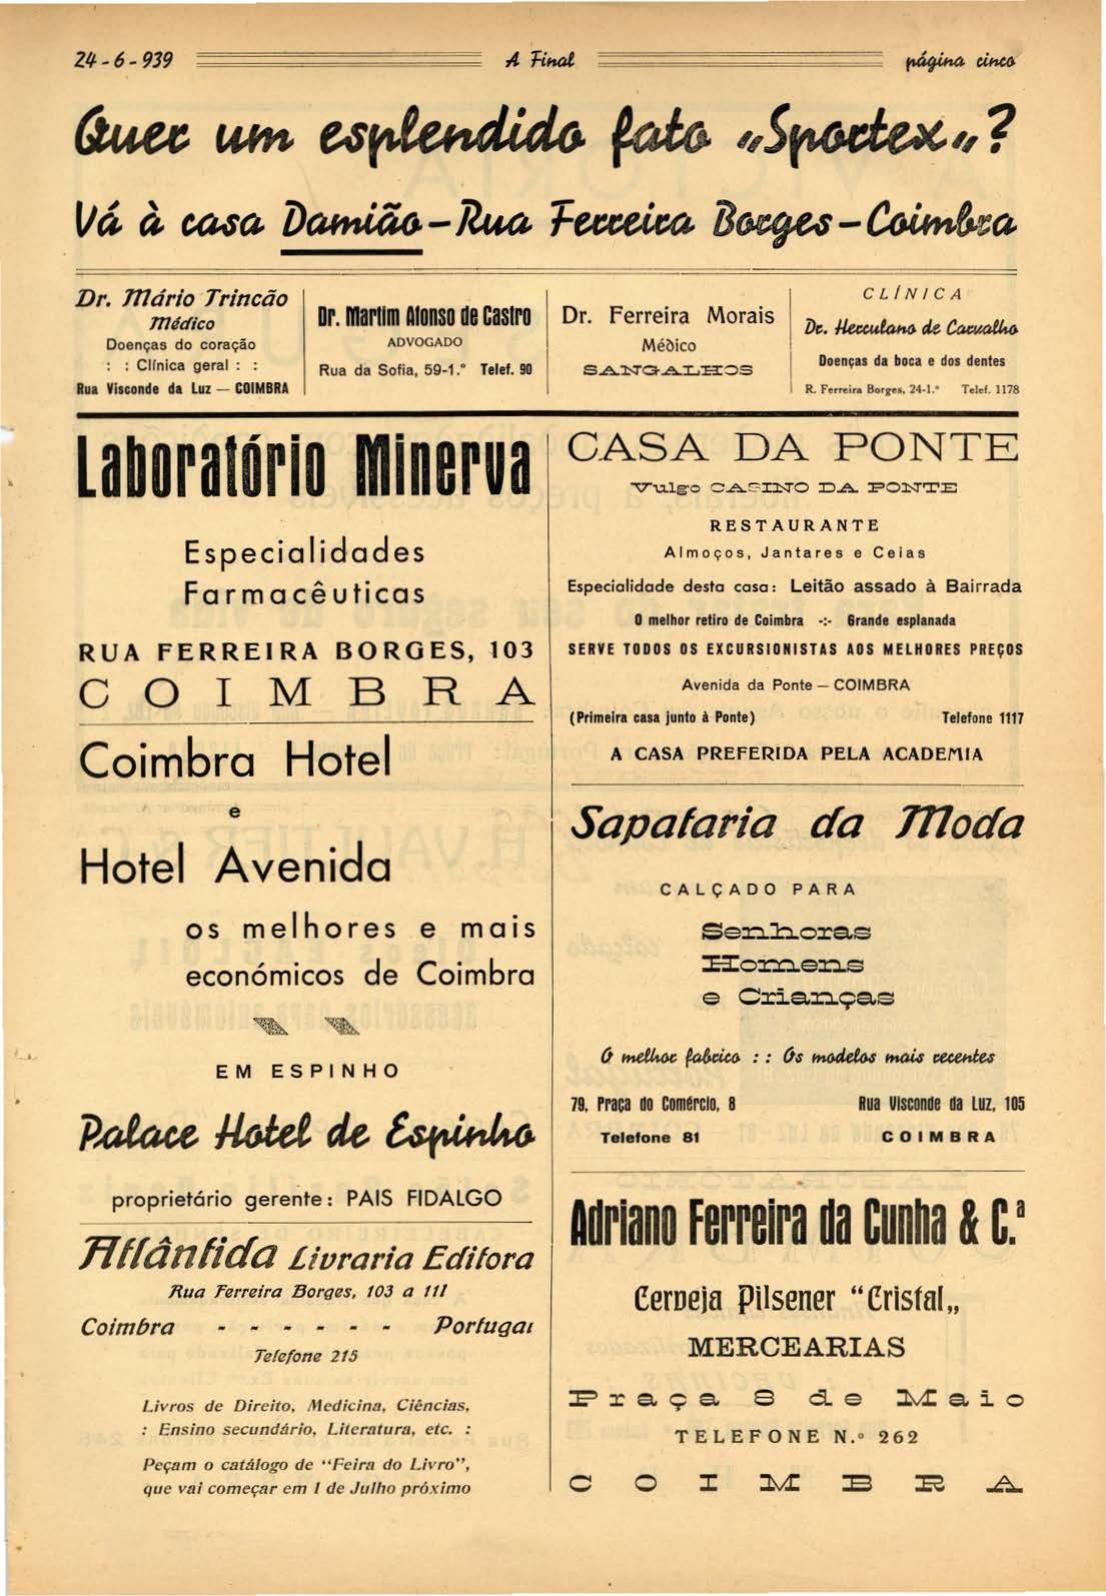 24-6-939
A Final
página cinco
Quer um esplendido fato „Sportex„?
Vá à casa Damião – Rua Ferreira Borges – Coimbra
Dr. Mário Trincão
Médico
Doenças do coração
: : Clínica geral : :
Rua Visconde da Luz — COIMBRA
Dr. Martim Afonso de Castro
ADVOGADO
Rua da Sofia, 59-1.º Telef. 90
Dr. Ferreira Morais
Médico
SANGALHOS
CLÍNICA
Dr. Herculano de Carvalho
Doenças da boca e dos dentes
R. Ferreira Borges, 24-1.º Telef. 1178
Laboratório Minerva
Especialidades
Farmacêuticas
RUA FERREIRA BORGES, 103
COIMBRA
Coimbra Hotel
e
Hotel Avenida
os melhores e mais
económicos de Coimbra
EM ESPINHO
Palace Hotel de Espinho
proprietário gerente: PAIS FIDALGO
Atlântida Livraria Editora
Rua Ferreira Borges, 103 a 111
Coimbra - - - - - - Portugal
Telefone 215
Livros de Direito, Medicina, Ciências,
: Ensino secundário, Literatura, etc. :
Peçam o catálogo de “Feira do Livro”,
que vai começar em 1 de Julho próximo
CASA DA PONTE
Vulgo CASINO DA PONTE
RESTAURANTE
Almoços, Jantares e Ceias
Especialidade desta casa: Leitão assado à Bairrada
O melhor retiro de Coimbra -:- Grande esplanada
SERVE TODOS OS EXCURSIONISTAS AOS MELHORES PREÇOS
Avenida da Ponte — COIMBRA
(Primeira casa junto à Ponte) Telefone 1117
A CASA PREFERIDA PELA ACADEMIA
Sapataria da Moda
CALÇADO PARA
Senhoras
Homens
e Crianças
O melhor fabrico : : Os modelos mais recentes
79, Praça do Comércio, 8 Rua Visconde da Luz, 105
Telefone 81 COIMBRA
Adriano Ferreira da Cunha & C.ª
Cerveja Pilsener “Cristal„
MERCEARIAS
Praça 8 de Maio
TELEFONE N.º 262
COIMBRA